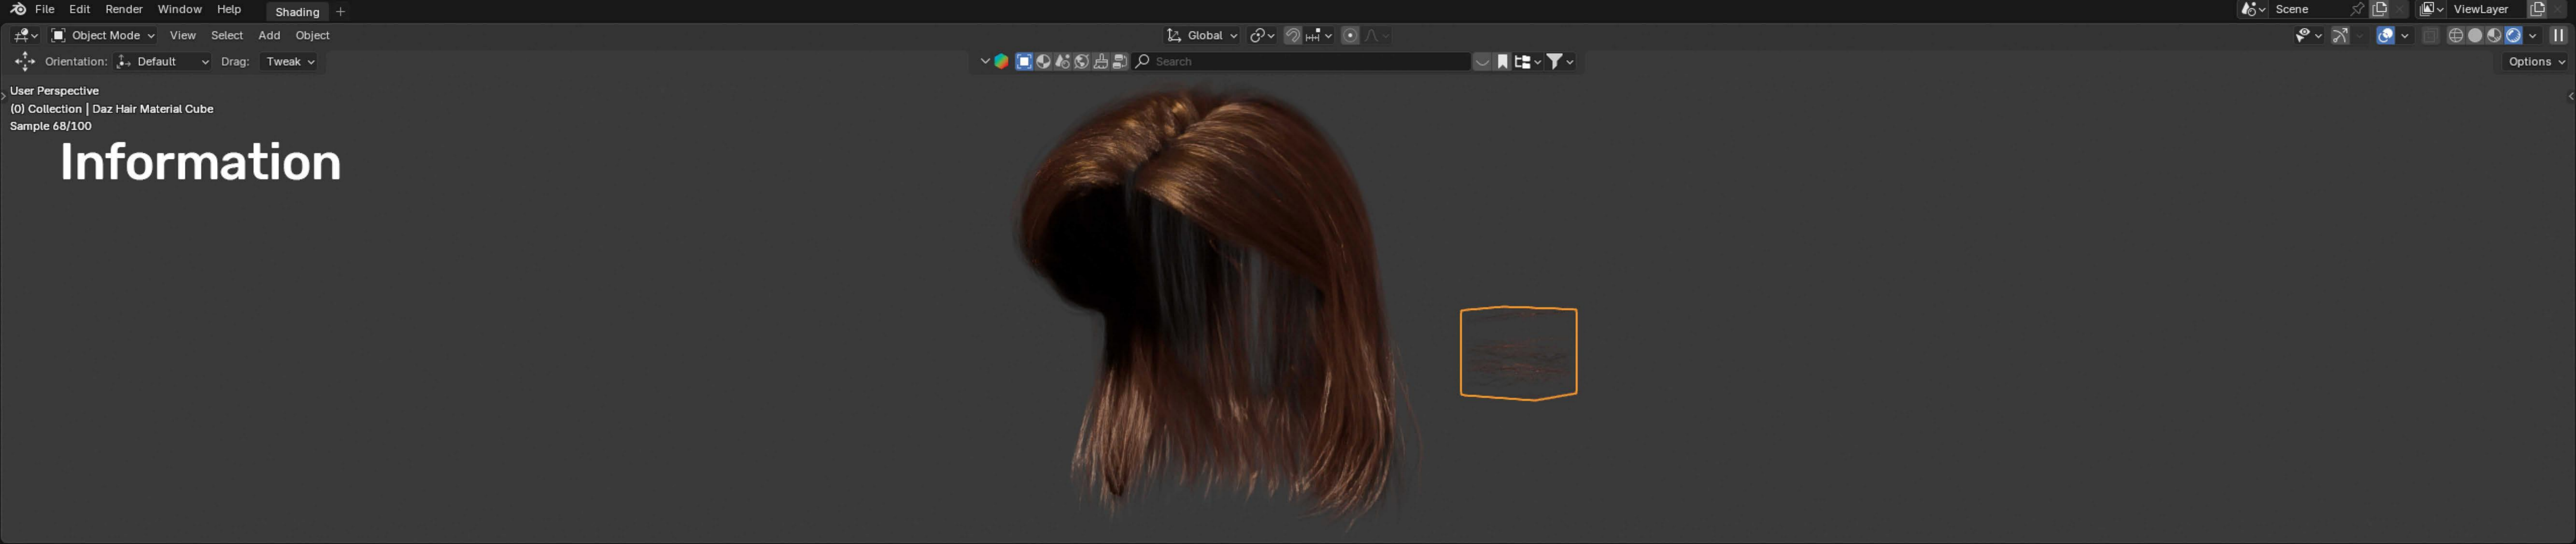 File Edit Render Window Help Shading + Scene ViewLayer
Object Mode View Select Add Object Global
Orientation: Default Drag: Tweak Search Options
User Perspective
(0) Collection | Daz Hair Material Cube
Sample 68/100
Information